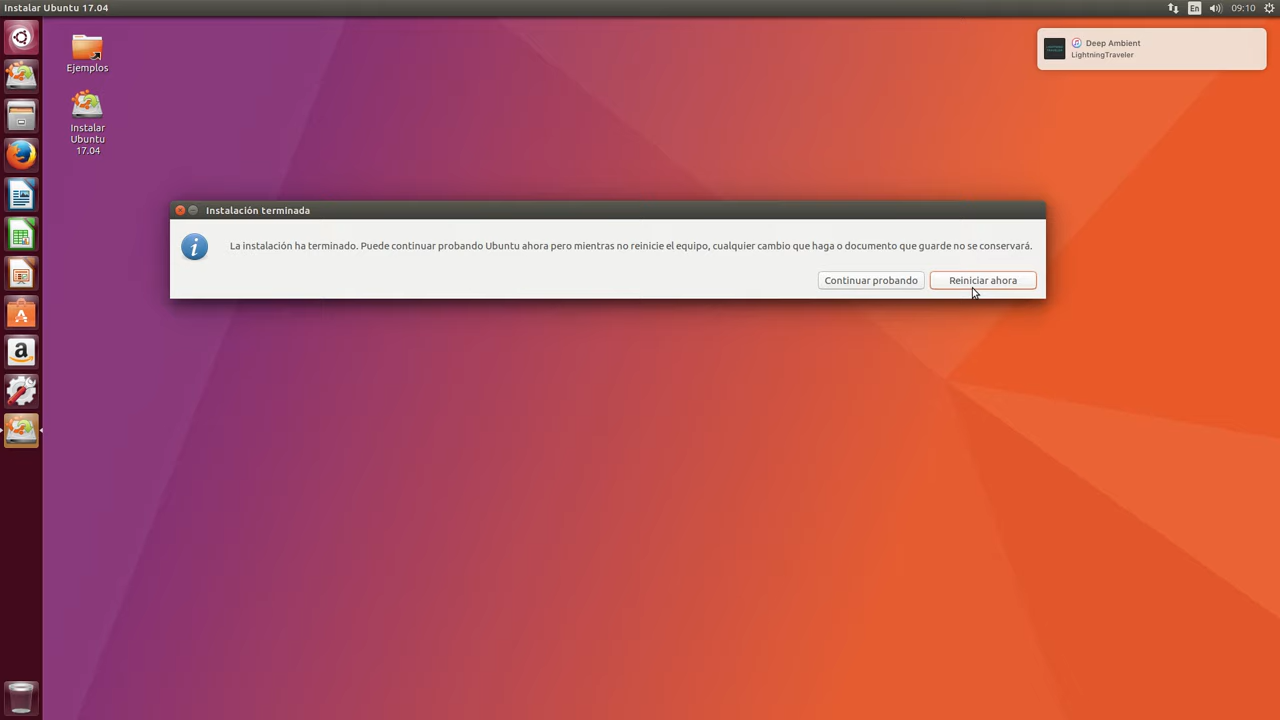 Instalar Ubuntu 17.04
En
09:10
Deep Ambient
LightningTraveler
Ejemplos
Instalar
Ubuntu
17.04
Instalación terminada
La instalación ha terminado. Puede continuar probando Ubuntu ahora pero mientras no reinicie el equipo, cualquier cambio que haga o documento que guarde no se conservará.
Continuar probando
Reiniciar ahora